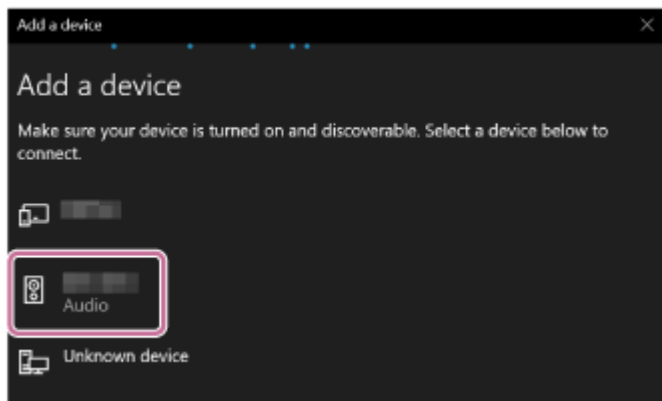 Add a device
Add a device
Make sure your device is turned on and discoverable. Select a device below to
connect.
Audio
Unknown device